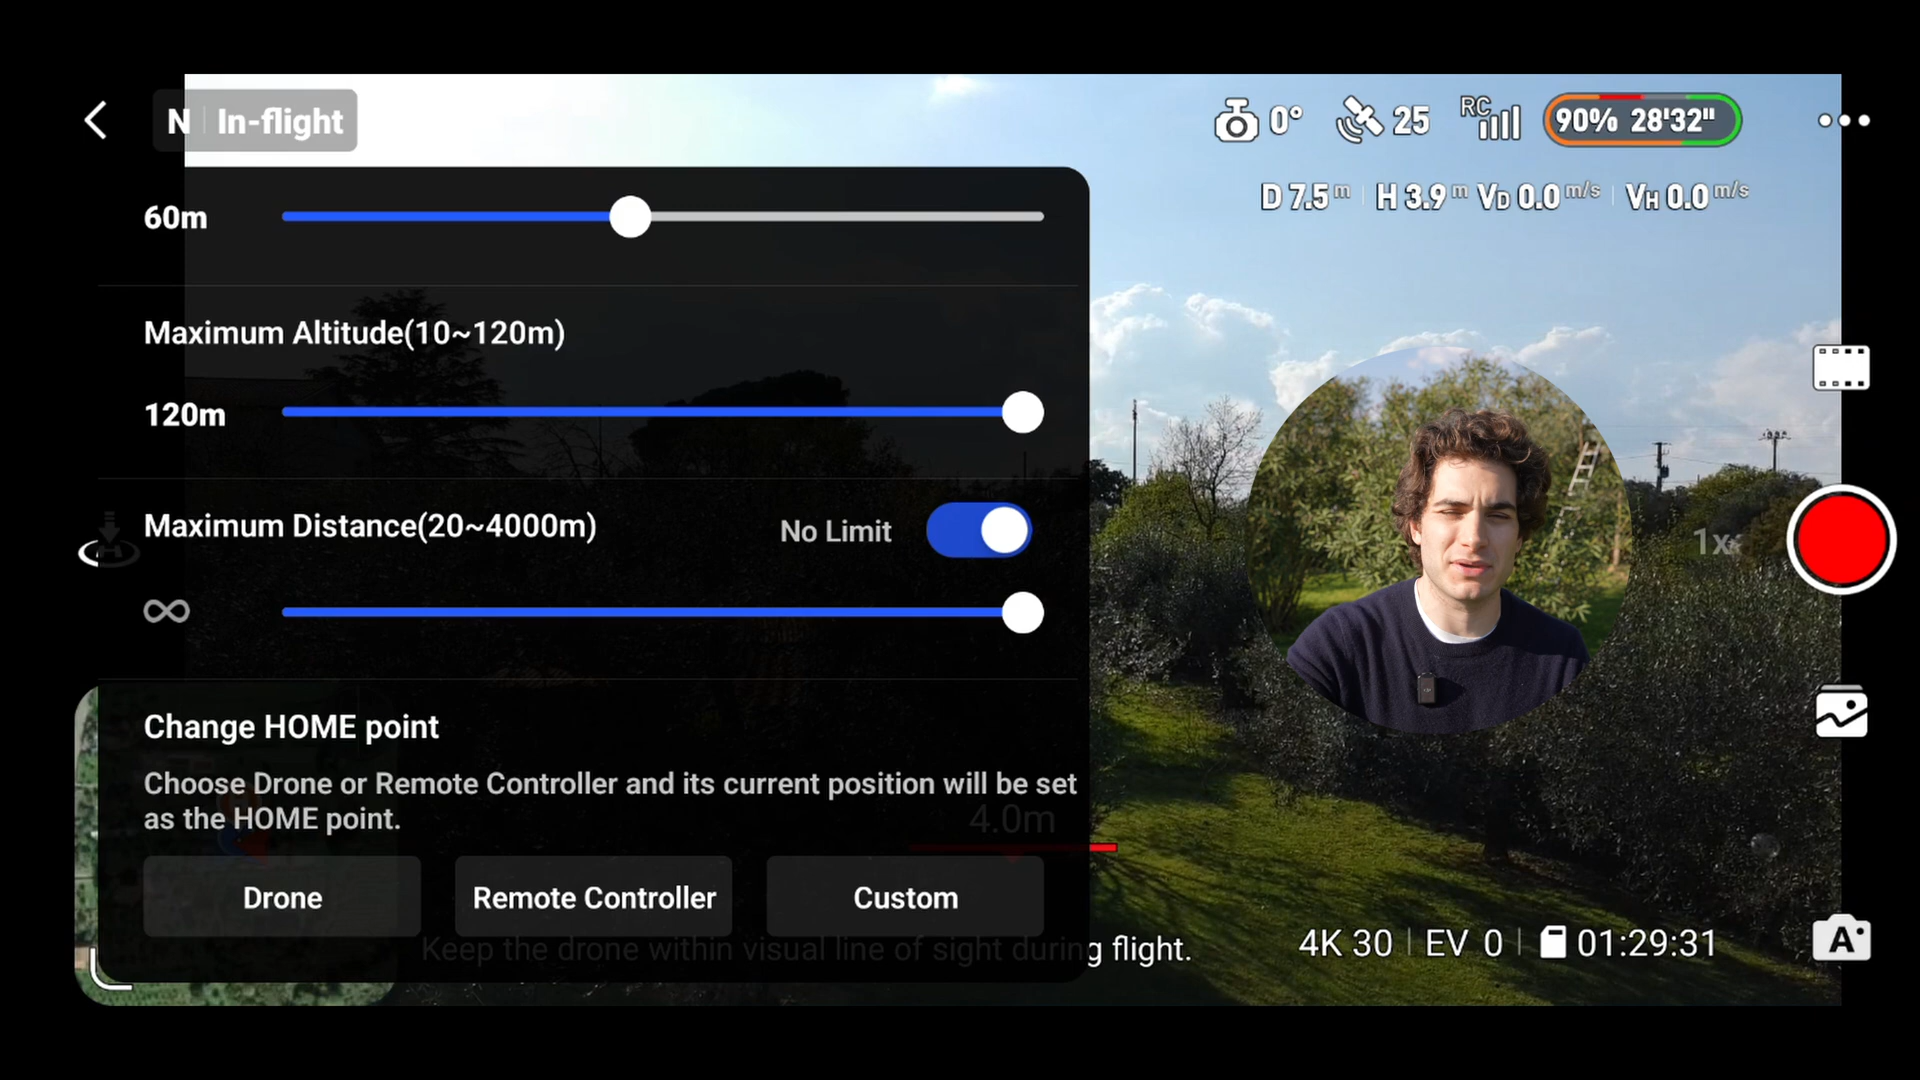 N In-flight
0° 25 RC 90% 28'32"
D 7.5 m H 3.9 m VD 0.0 m/s VH 0.0 m/s
60m
Maximum Altitude(10~120m)
120m
Maximum Distance(20~4000m) No Limit
∞
1x
Change HOME point
Choose Drone or Remote Controller and its current position will be set
as the HOME point.
4.0m
Drone Remote Controller Custom
Keep the drone within visual line of sight during flight.
4K 30 EV 0 01:29:31
A